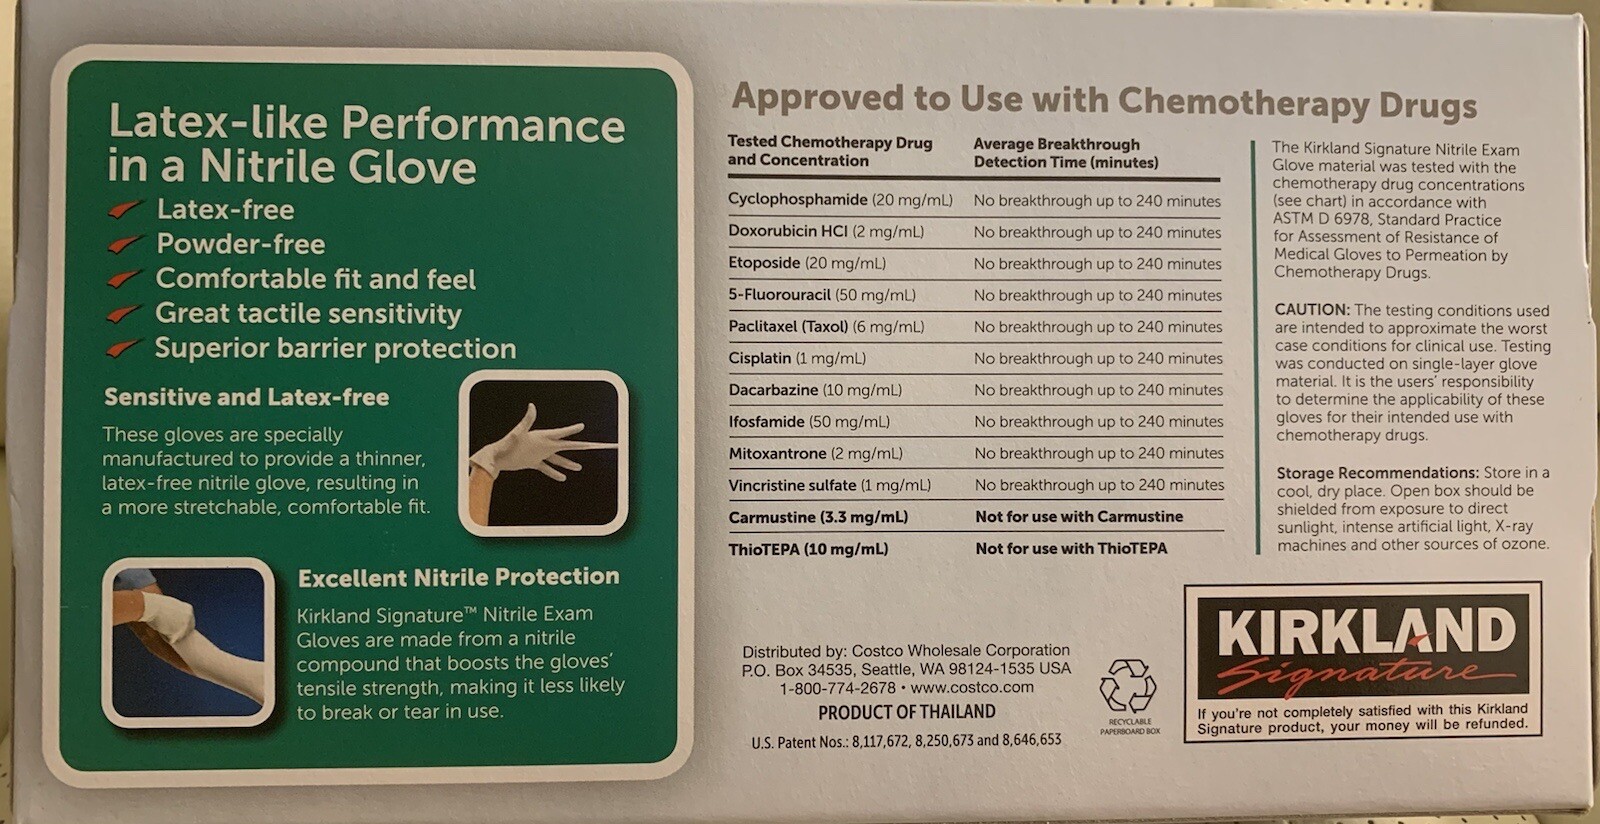 Latex-like Performance
in a Nitrile Glove
Latex-free
Powder-free
Comfortable fit and feel
Great tactile sensitivity
Superior barrier protection
Sensitive and Latex-free
These gloves are specially
manufactured to provide a thinner,
latex-free nitrile glove, resulting in
a more stretchable, comfortable fit.
Excellent Nitrile Protection
Kirkland Signature™ Nitrile Exam
Gloves are made from a nitrile
compound that boosts the gloves'
tensile strength, making it less likely
to break or tear in use.
Approved to Use with Chemotherapy Drugs
Tested Chemotherapy Drug
and Concentration
Average Breakthrough
Detection Time (minutes)
Cyclophosphamide (20 mg/mL) No breakthrough up to 240 minutes
Doxorubicin HCl (2 mg/mL) No breakthrough up to 240 minutes
Etoposide (20 mg/mL) No breakthrough up to 240 minutes
5-Fluorouracil (50 mg/mL) No breakthrough up to 240 minutes
Paclitaxel (Taxol) (6 mg/mL) No breakthrough up to 240 minutes
Cisplatin (1 mg/mL) No breakthrough up to 240 minutes
Dacarbazine (10 mg/mL) No breakthrough up to 240 minutes
Ifosfamide (50 mg/mL) No breakthrough up to 240 minutes
Mitoxantrone (2 mg/mL) No breakthrough up to 240 minutes
Vincristine sulfate (1 mg/mL) No breakthrough up to 240 minutes
Carmustine (3.3 mg/mL) Not for use with Carmustine
ThioTEPA (10 mg/mL) Not for use with ThioTEPA
The Kirkland Signature Nitrile Exam
Glove material was tested with the
chemotherapy drug concentrations
(see chart) in accordance with
ASTM D 6978, Standard Practice
for Assessment of Resistance of
Medical Gloves to Permeation by
Chemotherapy Drugs.
CAUTION: The testing conditions used
are intended to approximate the worst
case conditions for clinical use. Testing
was conducted on single-layer glove
material. It is the users' responsibility
to determine the applicability of these
gloves for their intended use with
chemotherapy drugs.
Storage Recommendations: Store in a
cool, dry place. Open box should be
shielded from exposure to direct
sunlight, intense artificial light, X-ray
machines and other sources of ozone.
Distributed by: Costco Wholesale Corporation
P.O. Box 34535, Seattle, WA 98124-1535 USA
1-800-774-2678 • www.costco.com
PRODUCT OF THAILAND
U.S. Patent Nos.: 8,117,672, 8,250,673 and 8,646,653
RECYCLABLE
PAPERBOARD BOX
KIRKLAND
Signature
If you're not completely satisfied with this Kirkland
Signature product, your money will be refunded.